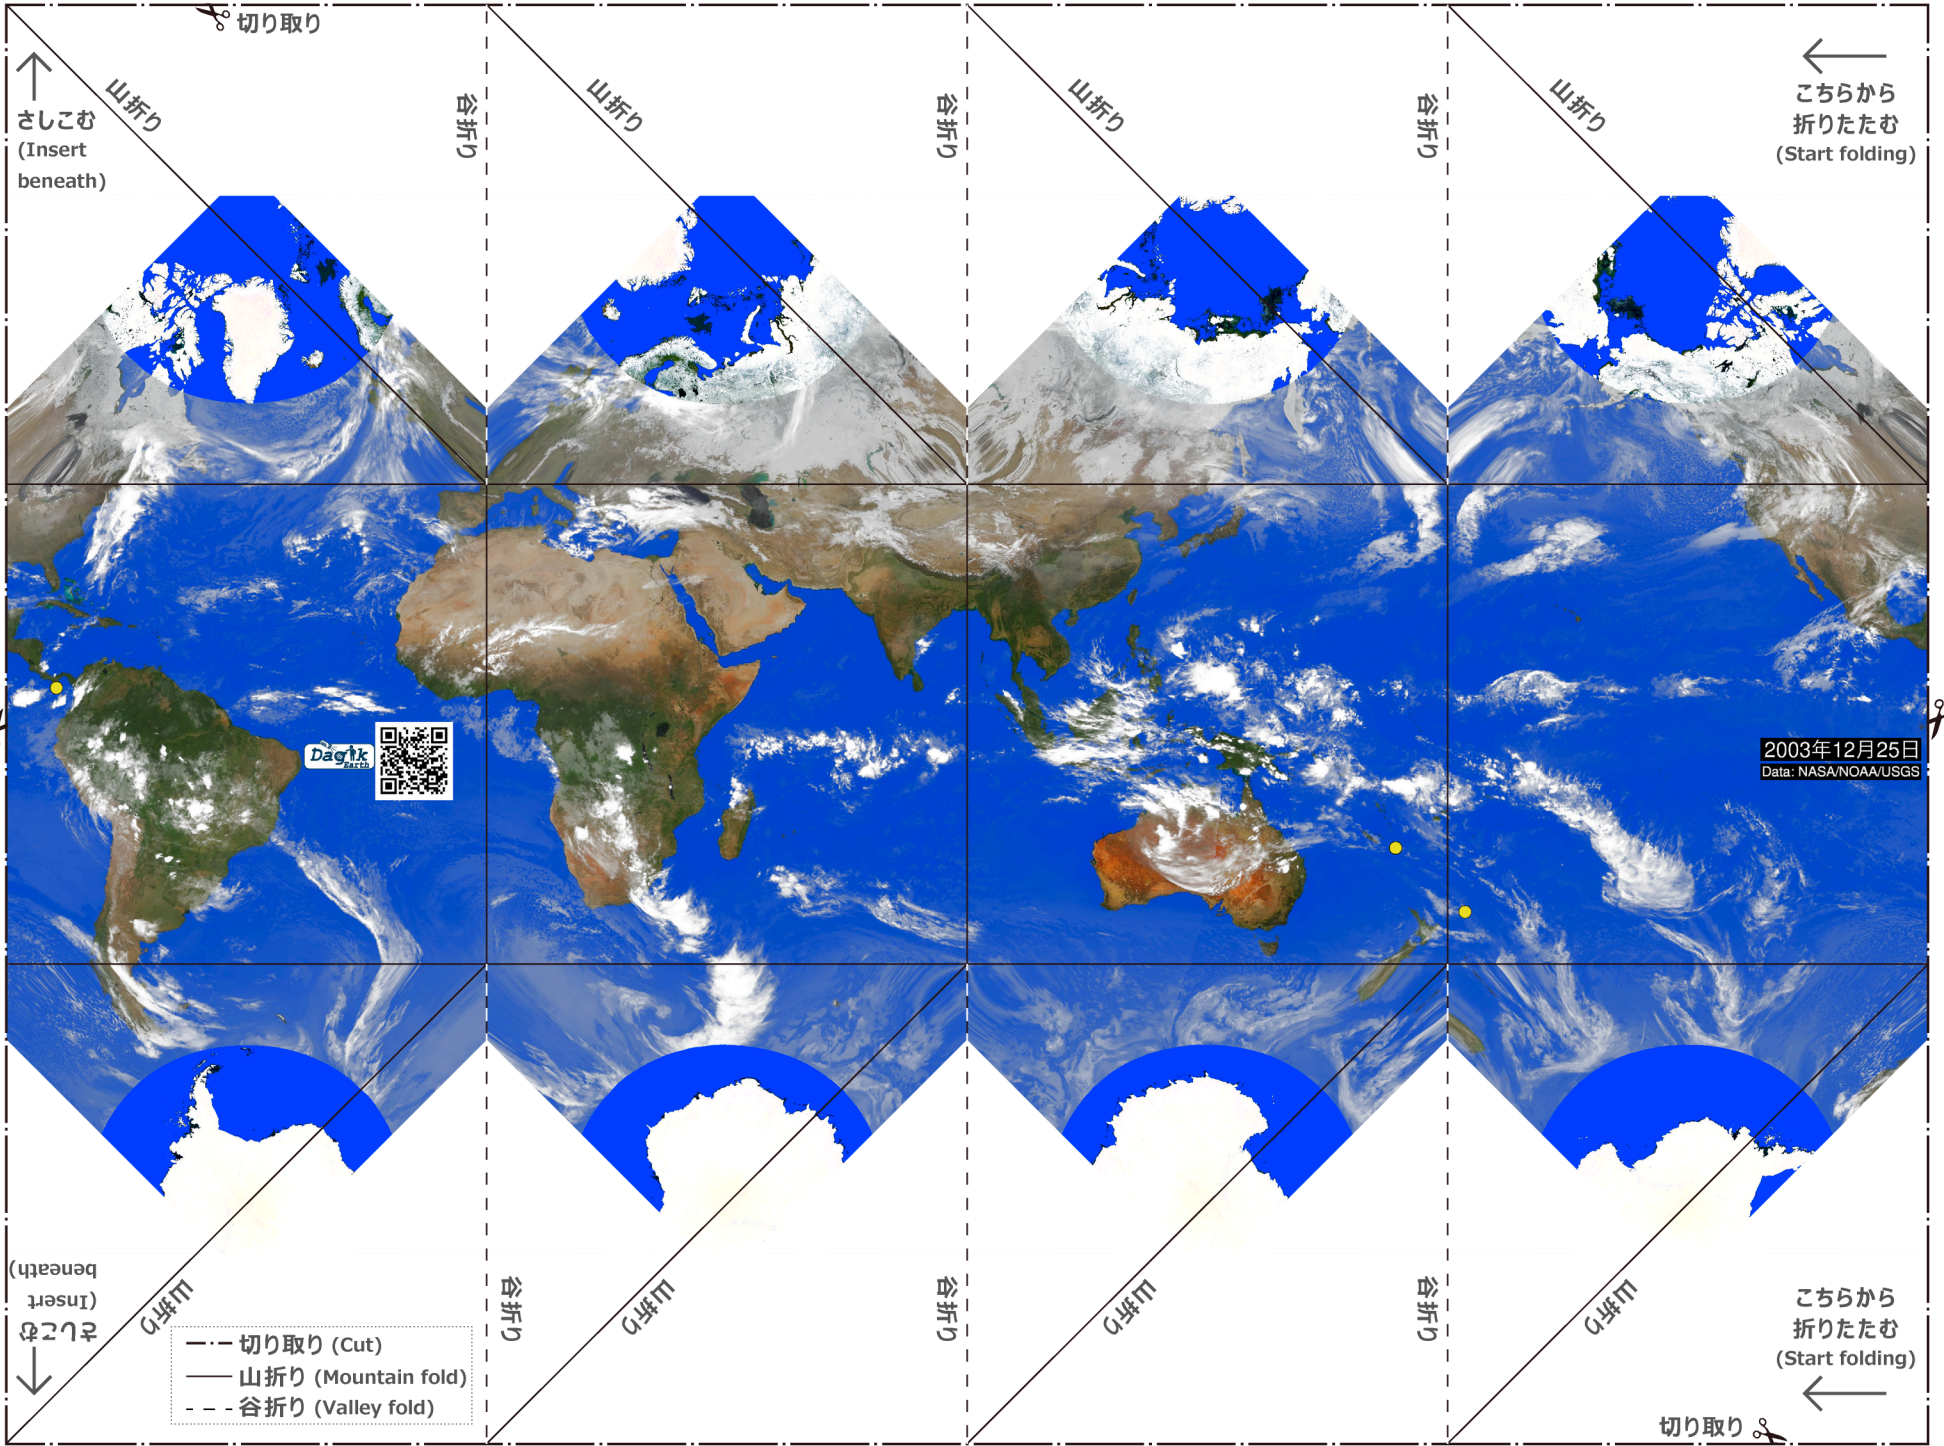 切り取り
山折り
谷折り
山折り
谷折り
山折り
谷折り
山折り
さしこむ
(Insert
beneath)
こちらから
折りたたむ
(Start folding)
Dagik
Earth
2003年12月25日
Data: NASA/NOAA/USGS
さしこむ
(Insert
beneath)
山折り
谷折り
山折り
谷折り
山折り
谷折り
山折り
こちらから
折りたたむ
(Start folding)
切り取り (Cut)
山折り (Mountain fold)
谷折り (Valley fold)
切り取り